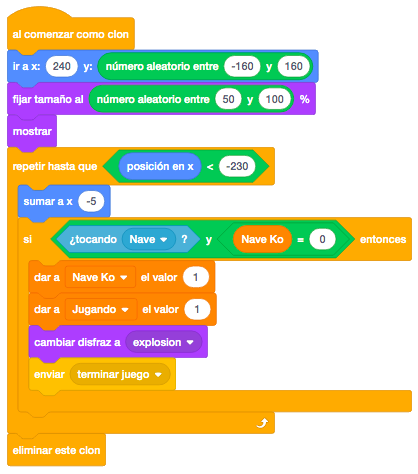 al comenzar como clon
ir a x: 240 y: número aleatorio entre -160 y 160
fijar tamaño al número aleatorio entre 50 y 100 %
mostrar
repetir hasta que posición en x < -230
sumar a x -5
si ¿tocando Nave ? y Nave Ko = 0 entonces
dar a Nave Ko el valor 1
dar a Jugando el valor 1
cambiar disfraz a explosion
enviar terminar juego
eliminar este clon